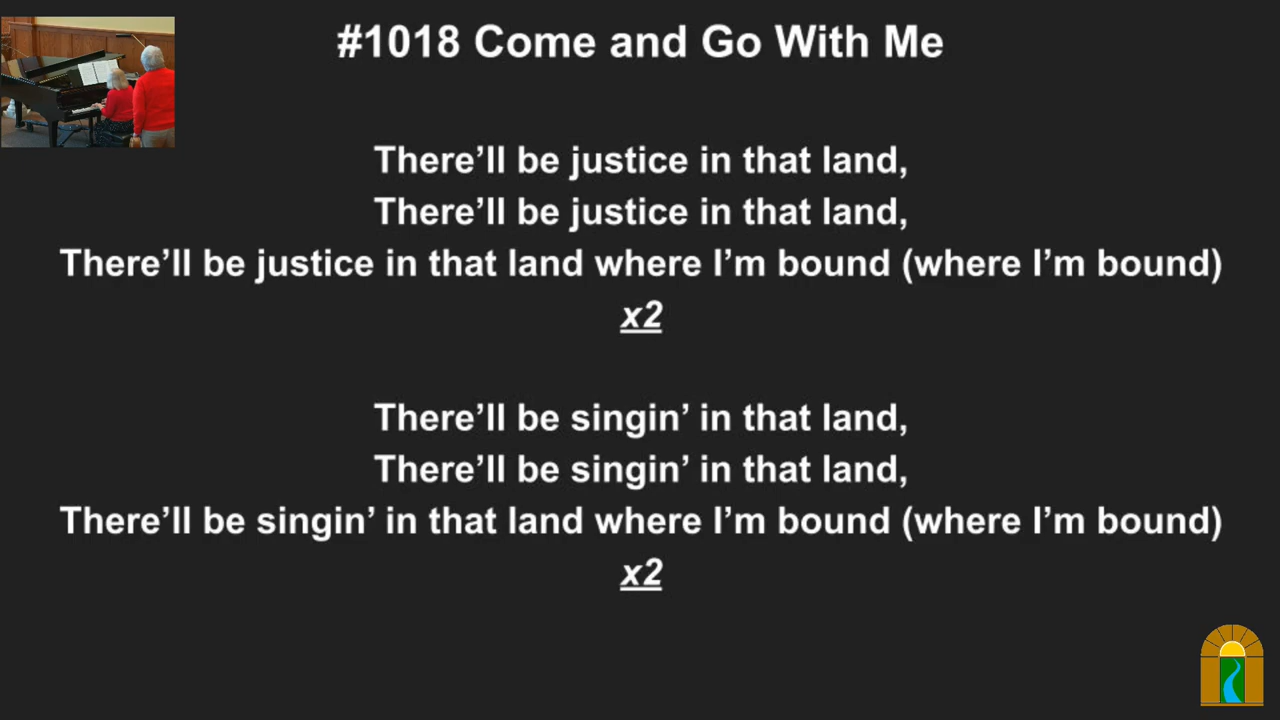 #1018 Come and Go With Me
There’ll be justice in that land,
There’ll be justice in that land,
There’ll be justice in that land where I’m bound (where I’m bound)
x2
There’ll be singin’ in that land,
There’ll be singin’ in that land,
There’ll be singin’ in that land where I’m bound (where I’m bound)
x2